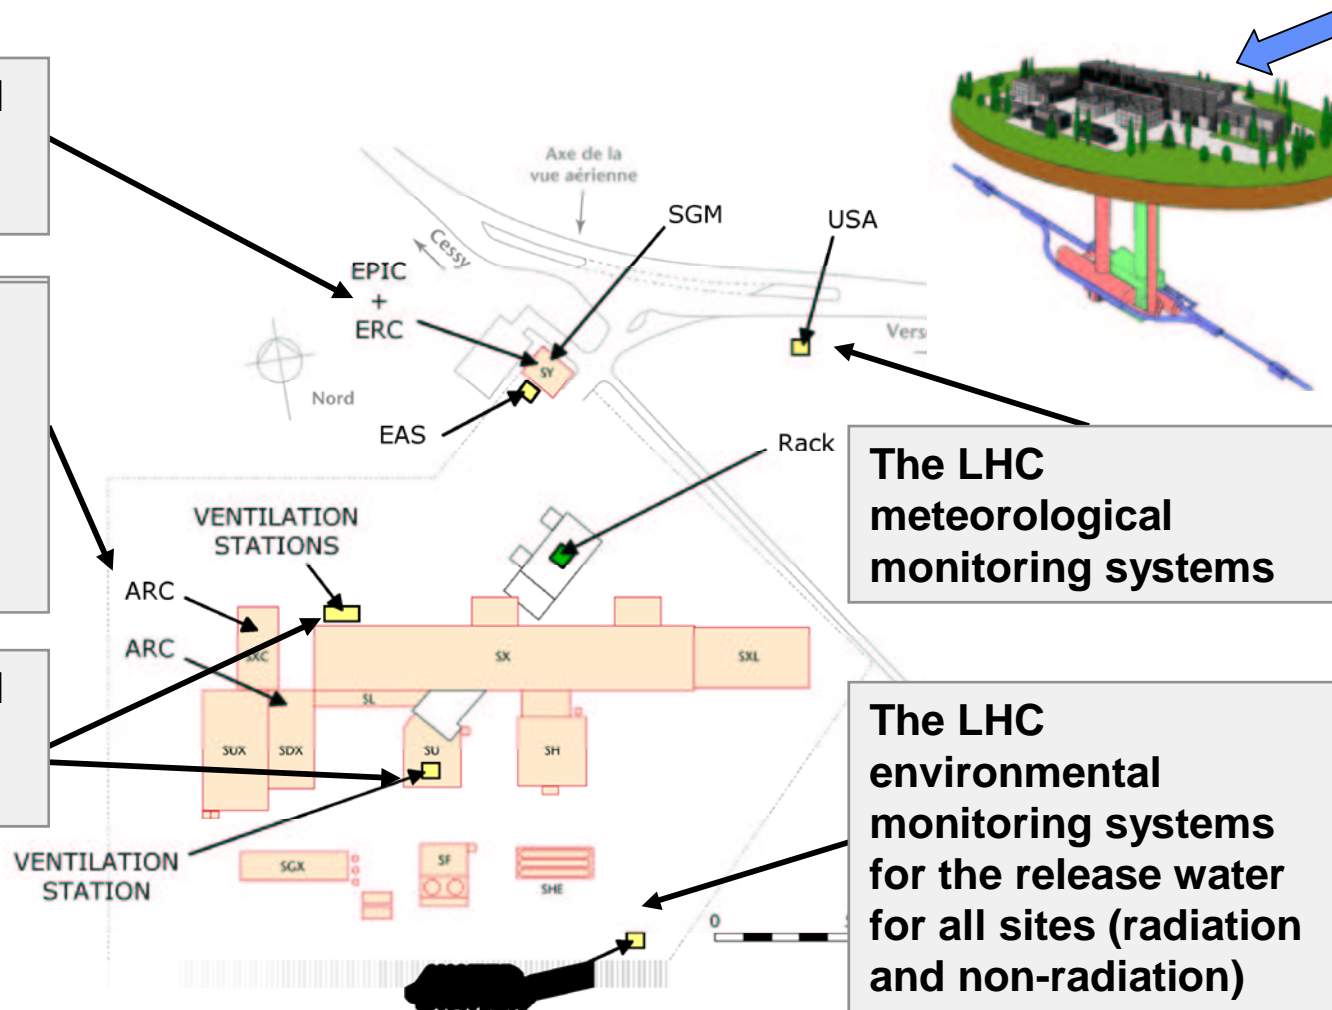 Axe de la
vue aérienne
SGM
USA
Cessy
EPIC
+
ERC
Vers
SY
Nord
EAS
Rack
The LHC
meteorological
monitoring systems
VENTILATION
STATIONS
ARC
ARC
SXC
SX
SXL
SL
SUX
SDX
SU
SH
The LHC
environmental
monitoring systems
for the release water
for all sites (radiation
and non-radiation)
VENTILATION
STATION
SGX
SF
SHE
0